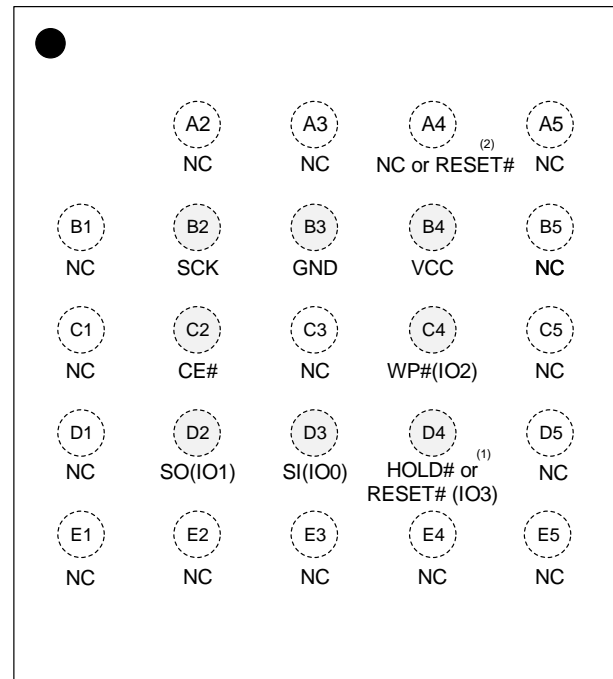 A2 A3 A4 A5
(2)
NC NC NC or RESET# NC
B1 B2 B3 B4 B5
NC SCK GND VCC NC
C1 C2 C3 C4 C5
NC CE# NC WP#(IO2) NC
D1 D2 D3 D4 D5
(1)
NC SO(IO1) SI(IO0) HOLD# or NC
RESET# (IO3)
E1 E2 E3 E4 E5
NC NC NC NC NC